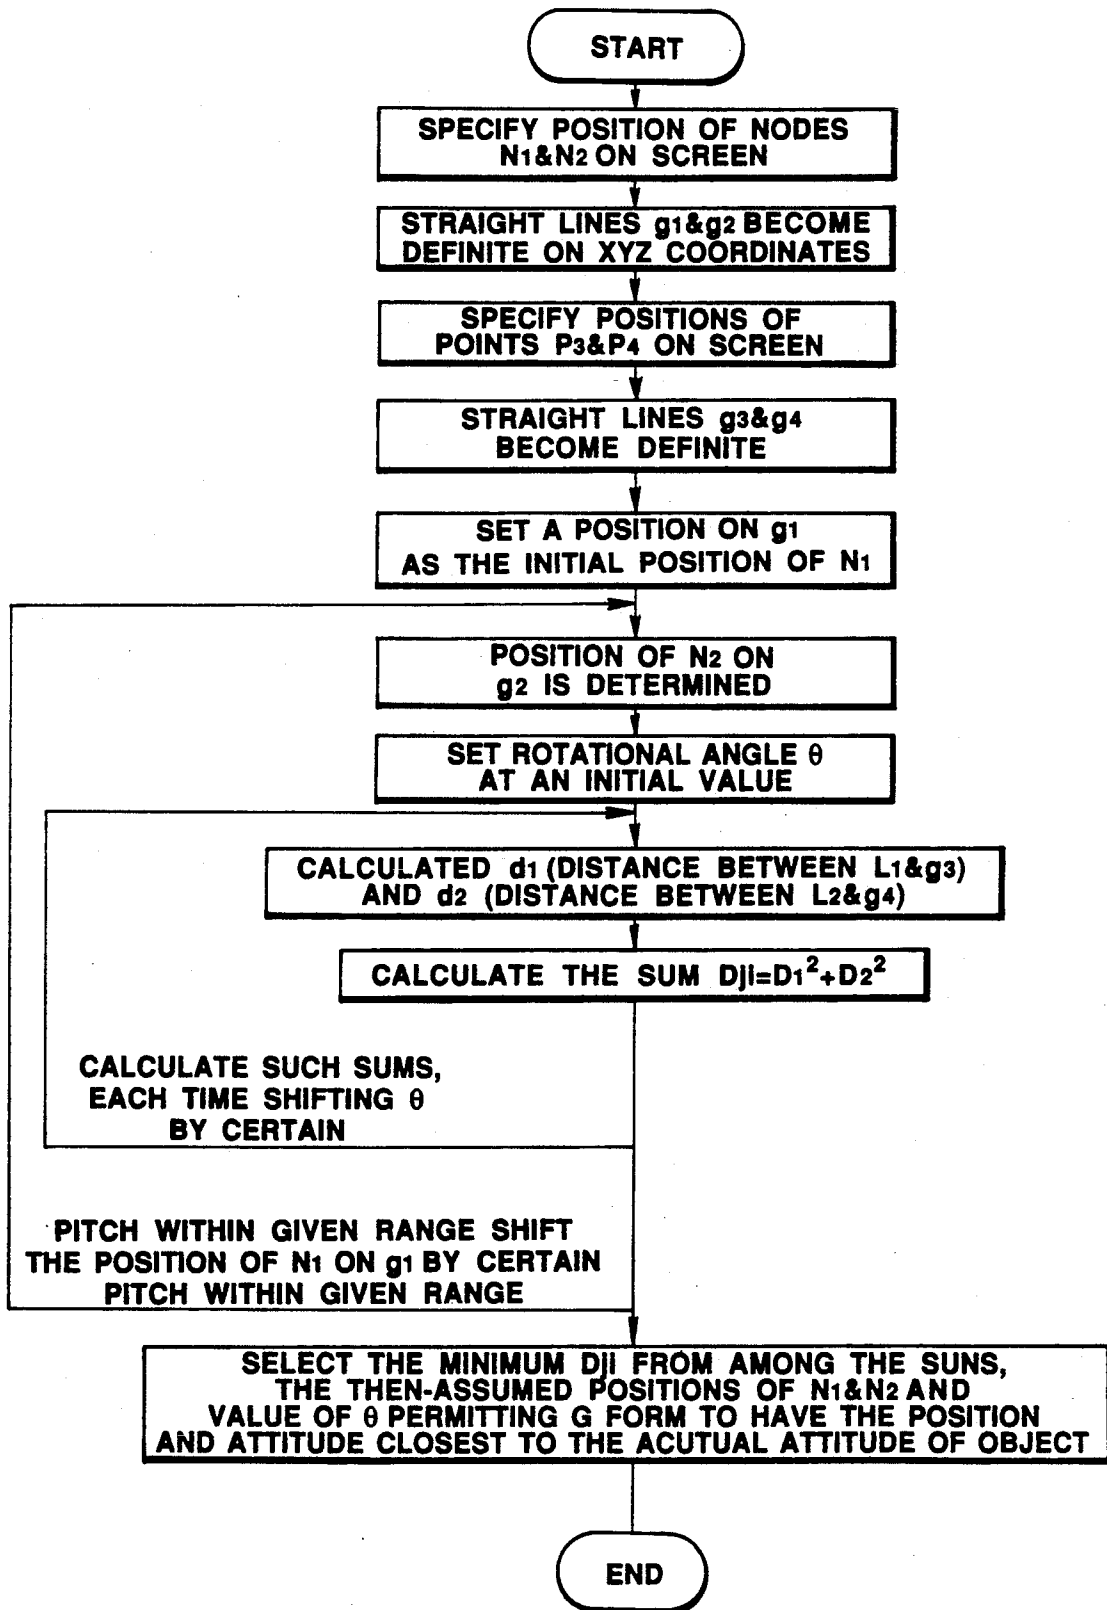 START
SPECIFY POSITION OF NODES
N1&N2 ON SCREEN
STRAIGHT LINES g1&g2 BECOME
DEFINITE ON XYZ COORDINATES
SPECIFY POSITIONS OF
POINTS P3&P4 ON SCREEN
STRAIGHT LINES g3&g4
BECOME DEFINITE
SET A POSITION ON g1
AS THE INITIAL POSITION OF N1
POSITION OF N2 ON
g2 IS DETERMINED
SET ROTATIONAL ANGLE θ
AT AN INITIAL VALUE
CALCULATED d1 (DISTANCE BETWEEN L1&g3)
AND d2 (DISTANCE BETWEEN L2&g4)
CALCULATE THE SUM Dji=D1²+D2²
CALCULATE SUCH SUMS,
EACH TIME SHIFTING θ
BY CERTAIN
PITCH WITHIN GIVEN RANGE SHIFT
THE POSITION OF N1 ON g1 BY CERTAIN
PITCH WITHIN GIVEN RANGE
SELECT THE MINIMUM Dji FROM AMONG THE SUNS,
THE THEN-ASSUMED POSITIONS OF N1&N2 AND
VALUE OF θ PERMITTING G FORM TO HAVE THE POSITION
AND ATTITUDE CLOSEST TO THE ACUTUAL ATTITUDE OF OBJECT
END